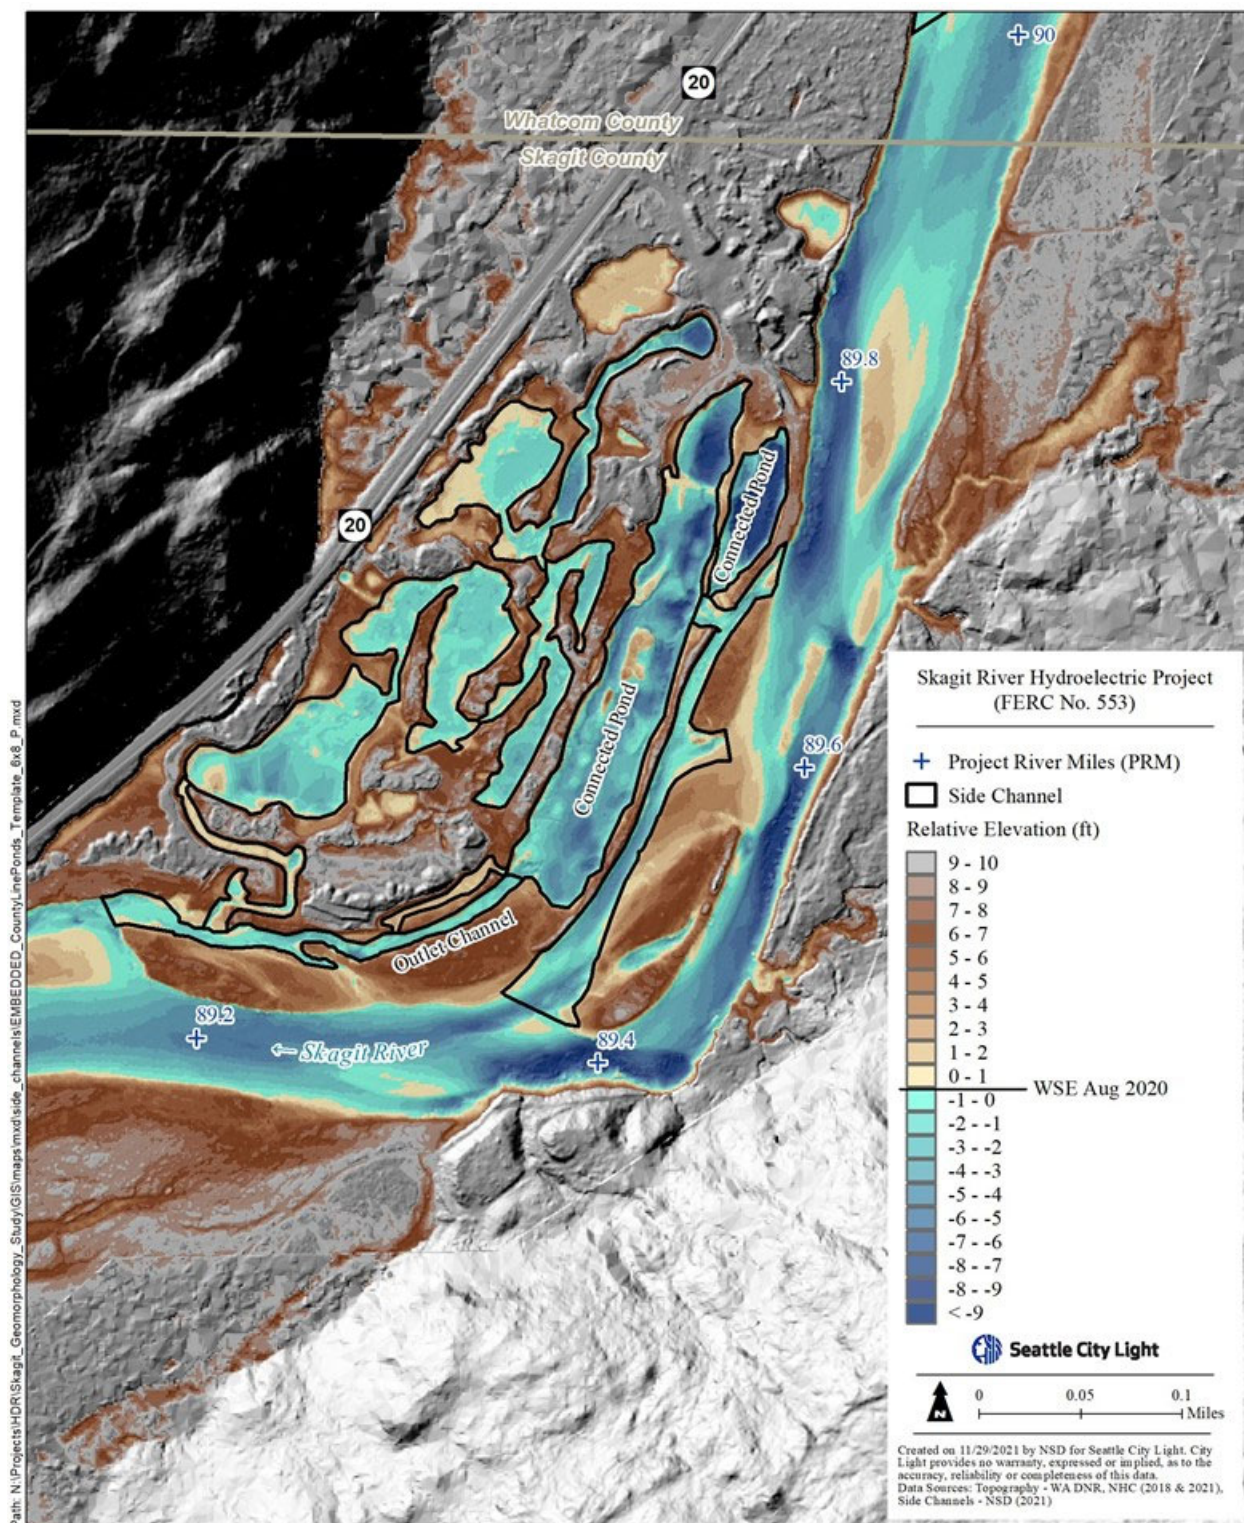 90
20
Whatcom County
Skagit County
89.8
20
Connected Pond
Connected Pond
89.6
Outlet Channel
89.2
← Skagit River
89.4
Skagit River Hydroelectric Project
(FERC No. 553)
Project River Miles (PRM)
Side Channel
Relative Elevation (ft)
9 - 10
8 - 9
7 - 8
6 - 7
5 - 6
4 - 5
3 - 4
2 - 3
1 - 2
0 - 1
WSE Aug 2020
-1 - 0
-2 - -1
-3 - -2
-4 - -3
-5 - -4
-6 - -5
-7 - -6
-8 - -7
-8 - -9
< -9
Seattle City Light
N
0 0.05 0.1
Miles
Created on 11/29/2021 by NSD for Seattle City Light. City
Light provides no warranty, expressed or implied, as to the
accuracy, reliability or completeness of this data.
Data Sources: Topography - WA DNR, NHC (2018 & 2021),
Side Channels - NSD (2021)
Path: N:\Projects\HDR\Skagit_Geomorphology_Study\GIS\maps\mxd\side_channels\EMBEDDED_CountyLinePonds_Template_6x8_P.mxd